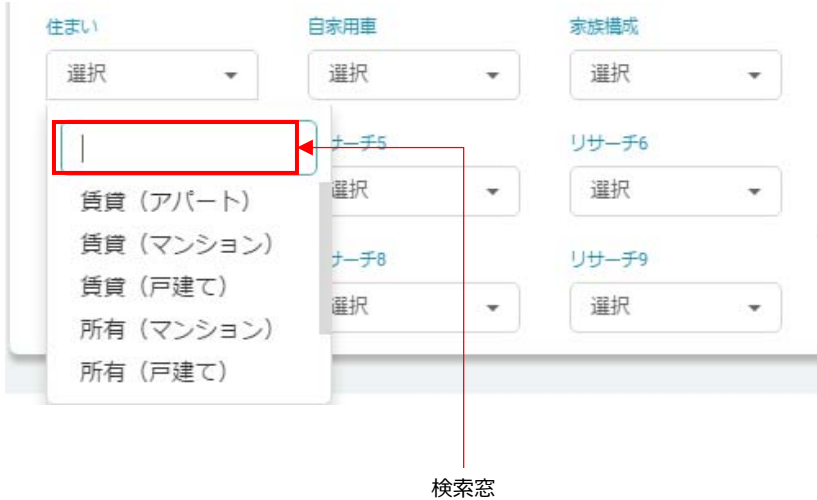 住まい
自家用車
家族構成
選択
選択
選択
サーチ5
リサーチ6
賃貸（アパート）
選択
選択
賃貸（マンション）
賃貸（戸建て）
サーチ8
リサーチ9
所有（マンション）
選択
選択
所有（戸建て）
検索窓